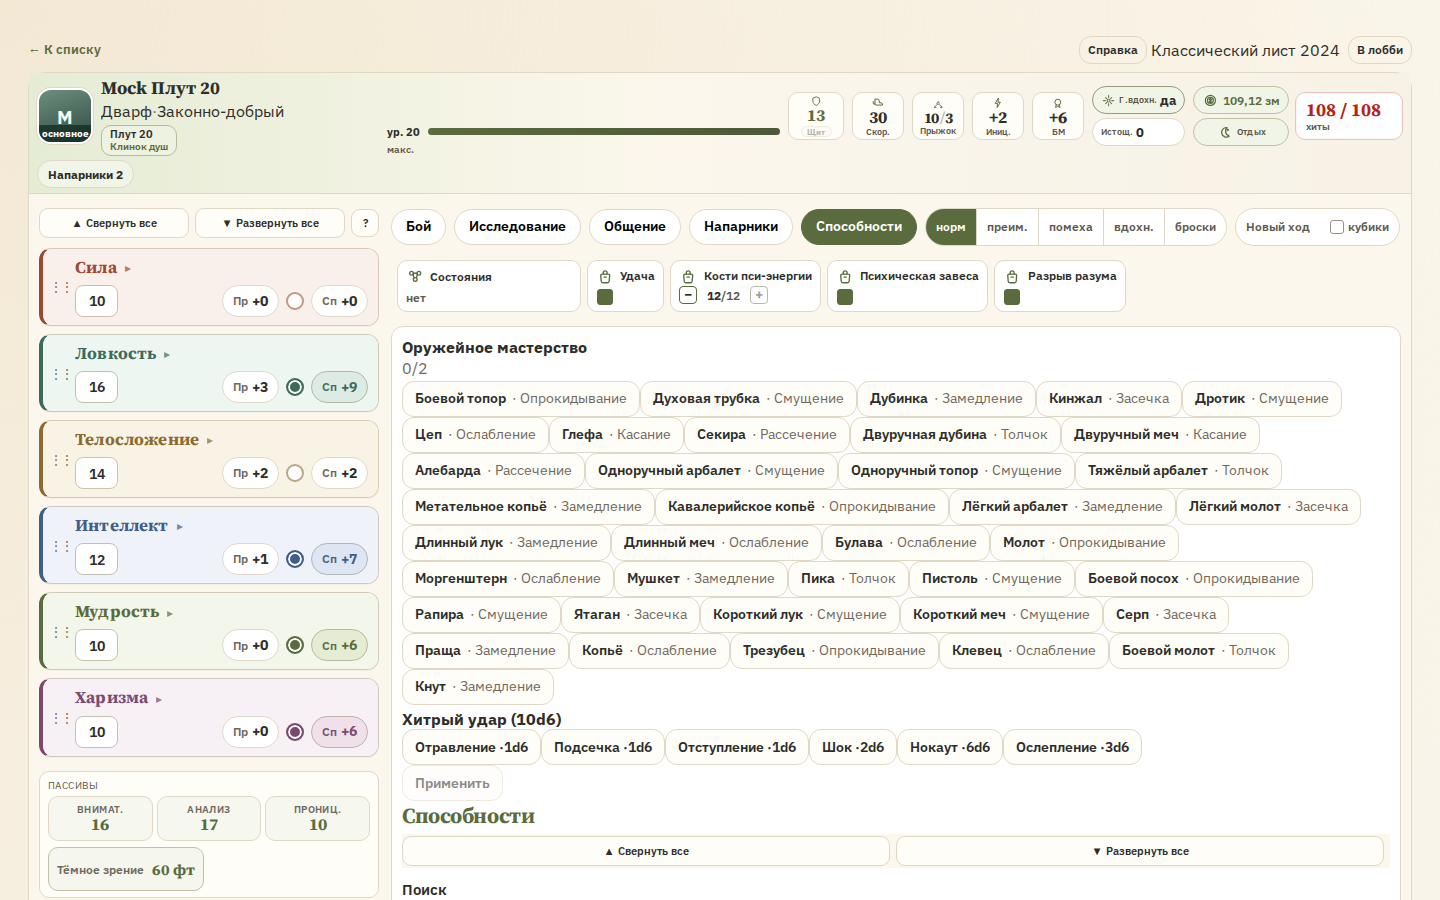 ← К списку
Справка Классический лист 2024 В лобби
М
основное
Mock Плут 20
Дварф·Законно-добрый
Плут 20
Клинок душ
Напарники 2
ур. 20
макс.
13
Щит
30
Скор.
10/3
Прыжок
+2
Иниц.
+6
БМ
Г.вдохн. да
Истощ. 0
109,12 зм
Отдых
108 / 108
хиты
▲ Свернуть все
▼ Развернуть все
?
Бой
Исследование
Общение
Напарники
Способности
норм
преим.
помеха
вдохн.
броски
Новый ход
кубики
Сила ▸
10
Пр +0
Сп +0
Ловкость ▸
16
Пр +3
Сп +9
Телосложение ▸
14
Пр +2
Сп +2
Интеллект ▸
12
Пр +1
Сп +7
Мудрость ▸
10
Пр +0
Сп +6
Харизма ▸
10
Пр +0
Сп +6
ПАССИВЫ
ВНИМАТ.
16
АНАЛИЗ
17
ПРОНИЦ.
10
Тёмное зрение 60 фт
Состояния
нет
Удача
Кости пси-энергии
− 12/12 +
Психическая завеса
Разрыв разума
Оружейное мастерство
0/2
Боевой топор · Опрокидывание Духовая трубка · Смущение Дубинка · Замедление Кинжал · Засечка Дротик · Смущение
Цеп · Ослабление Глефа · Касание Секира · Рассечение Двуручная дубина · Толчок Двуручный меч · Касание
Алебарда · Рассечение Одноручный арбалет · Смущение Одноручный топор · Смущение Тяжёлый арбалет · Толчок
Метательное копьё · Замедление Кавалерийское копьё · Опрокидывание Лёгкий арбалет · Замедление Лёгкий молот · Засечка
Длинный лук · Замедление Длинный меч · Ослабление Булава · Ослабление Молот · Опрокидывание
Моргенштерн · Ослабление Мушкет · Замедление Пика · Толчок Пистоль · Смущение Боевой посох · Опрокидывание
Рапира · Смущение Ятаган · Засечка Короткий лук · Смущение Короткий меч · Смущение Серп · Засечка
Праща · Замедление Копьё · Ослабление Трезубец · Опрокидывание Клевец · Ослабление Боевой молот · Толчок
Кнут · Замедление
Хитрый удар (10d6)
Отравление ·1d6 Подсечка ·1d6 Отступление ·1d6 Шок ·2d6 Нокаут ·6d6 Ослепление ·3d6
Применить
Способности
▲ Свернуть все
▼ Развернуть все
Поиск